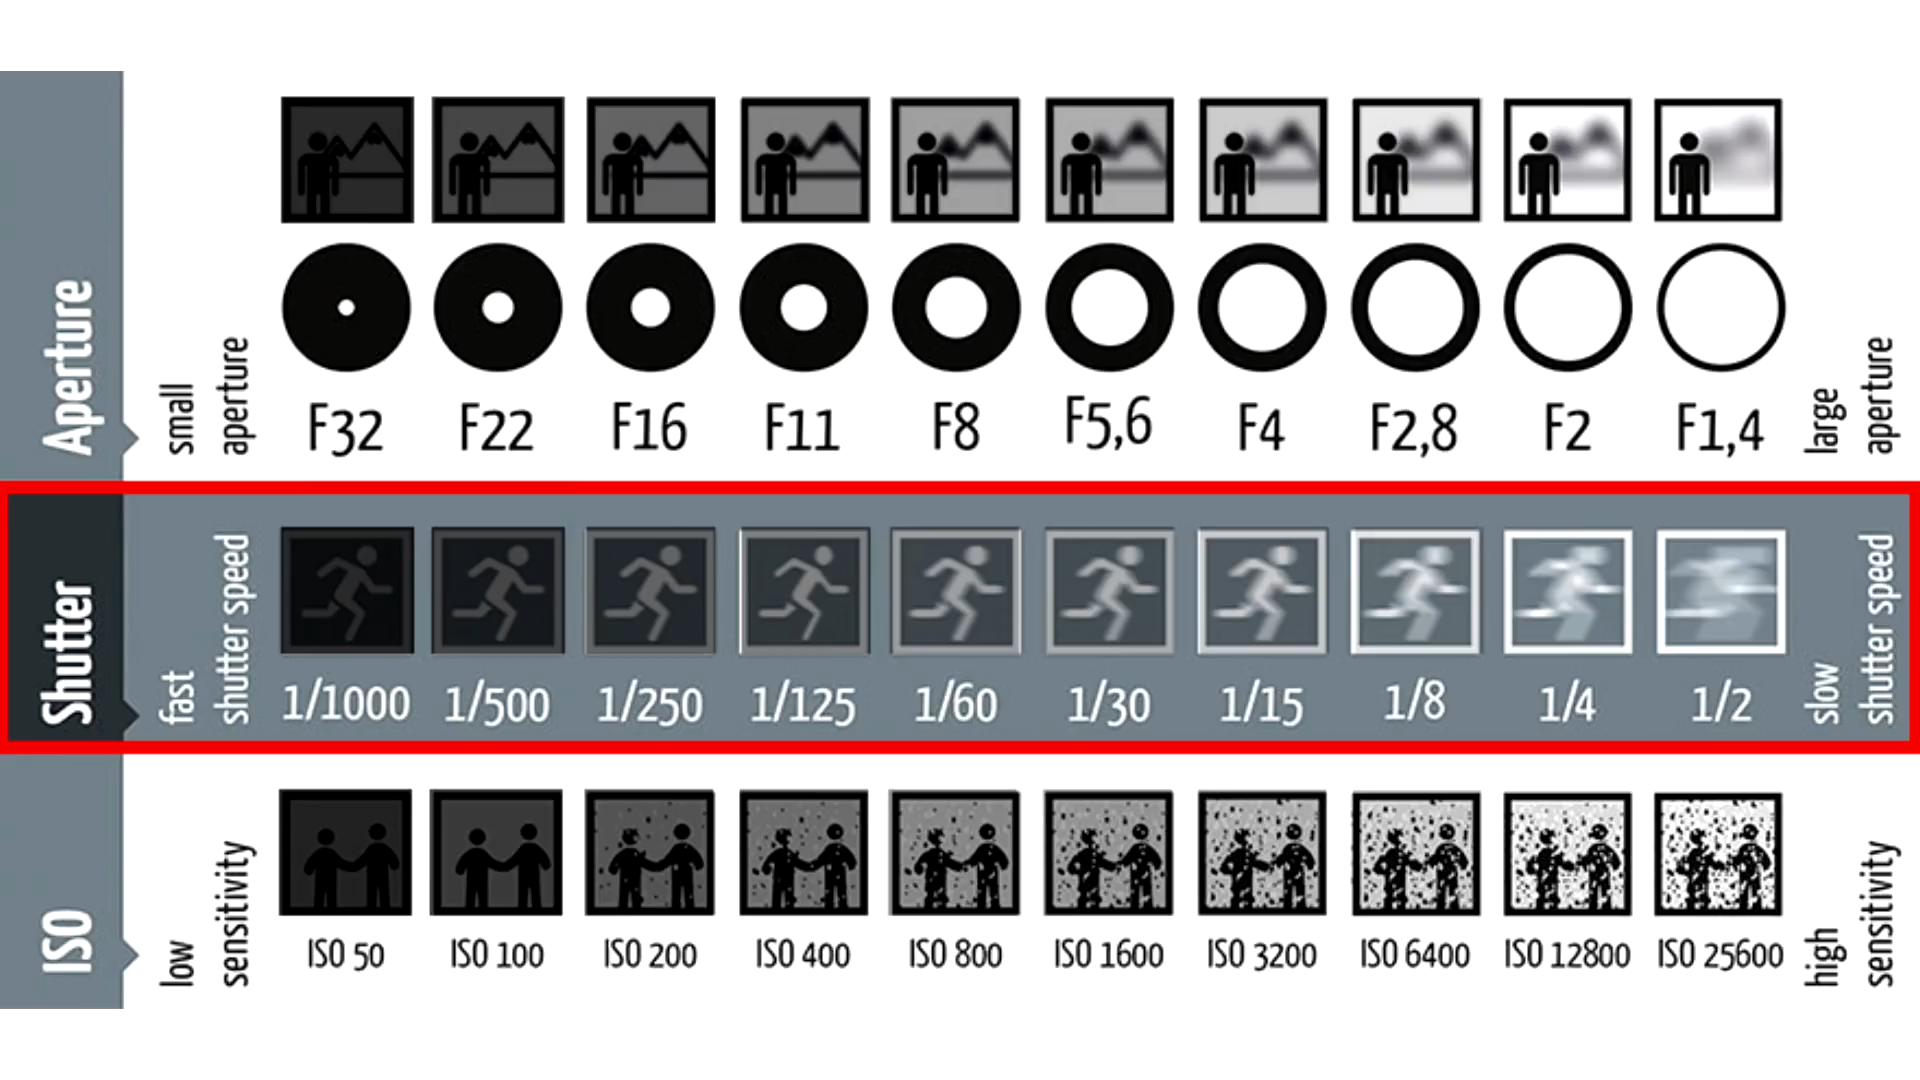 Aperture
small
aperture
F32 F22 F16 F11 F8 F5,6 F4 F2,8 F2 F1,4
large
aperture
Shutter
fast
shutter speed
1/1000 1/500 1/250 1/125 1/60 1/30 1/15 1/8 1/4 1/2
slow
shutter speed
ISO
low
sensitivity
ISO 50 ISO 100 ISO 200 ISO 400 ISO 800 ISO 1600 ISO 3200 ISO 6400 ISO 12800 ISO 25600
high
sensitivity